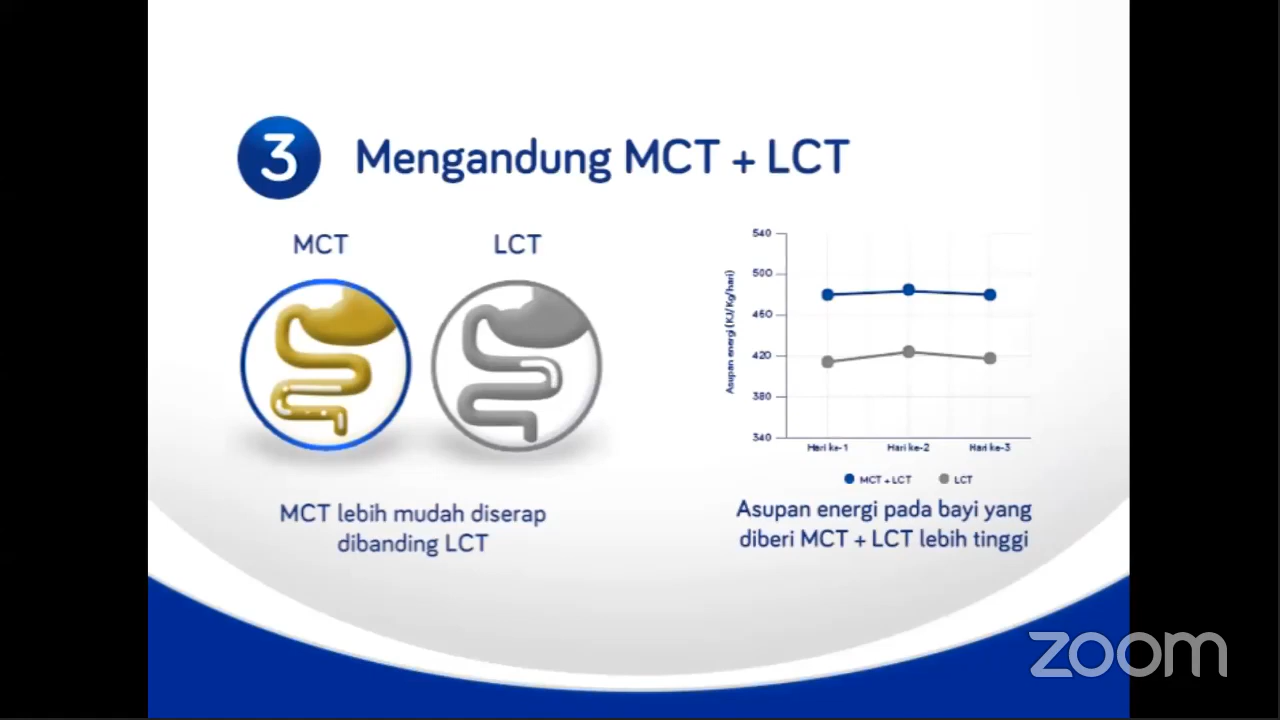 3 Mengandung MCT + LCT
MCT
LCT
MCT lebih mudah diserap
dibanding LCT
Asupan energi (KJ/Kg/hari)
540
500
460
420
380
340
Hari ke-1
Hari ke-2
Hari ke-3
MCT + LCT
LCT
Asupan energi pada bayi yang
diberi MCT + LCT lebih tinggi
zoom